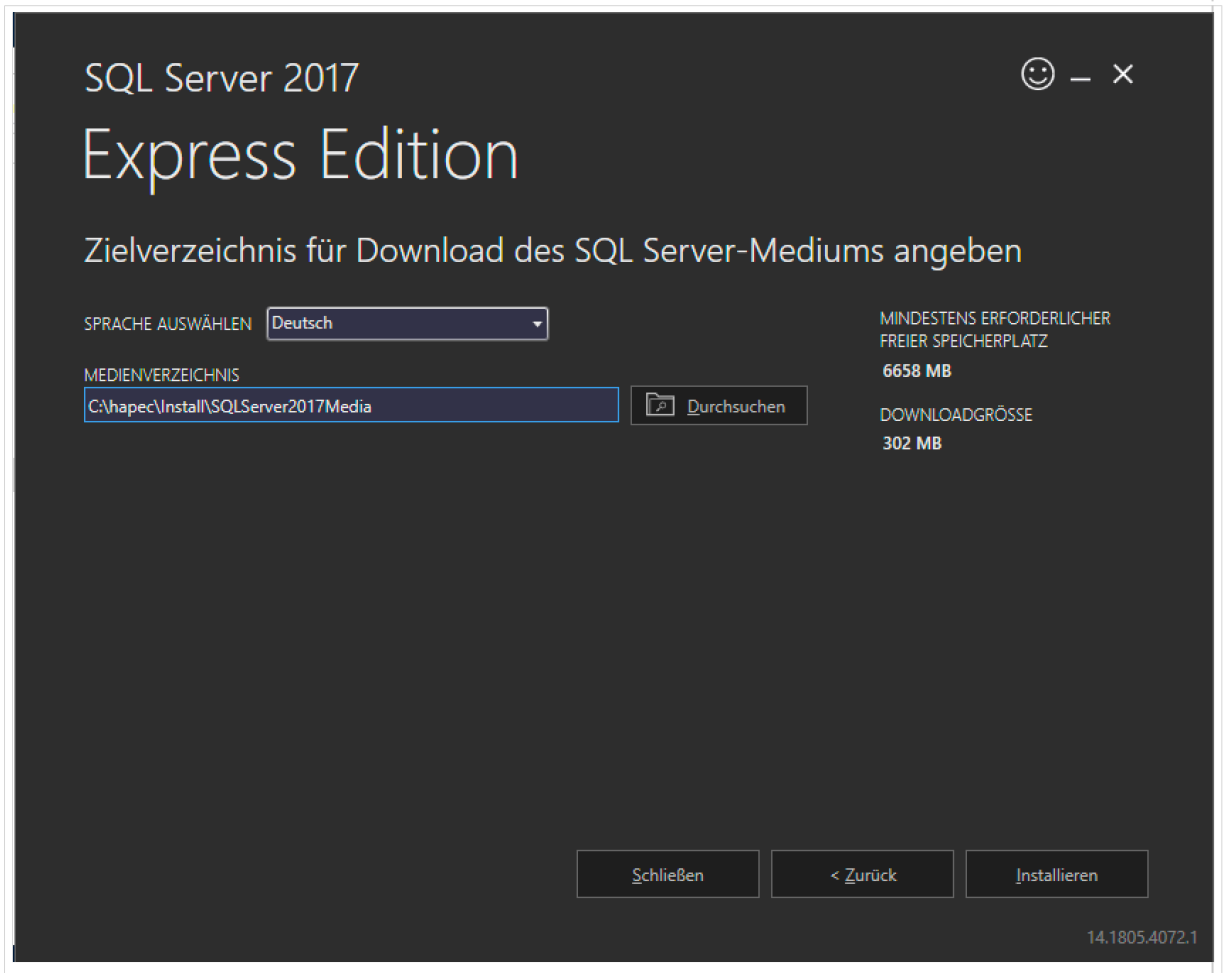 SQL Server 2017
Express Edition
Zielverzeichnis für Download des SQL Server-Mediums angeben
SPRACHE AUSWÄHLEN Deutsch
MEDIENVERZEICHNIS
C:\hapec\Install\SQLServer2017Media
Durchsuchen
MINDESTENS ERFORDERLICHER
FREIER SPEICHERPLATZ
6658 MB
DOWNLOADGRÖSSE
302 MB
Schließen
< Zurück
Installieren
14.1805.4072.1